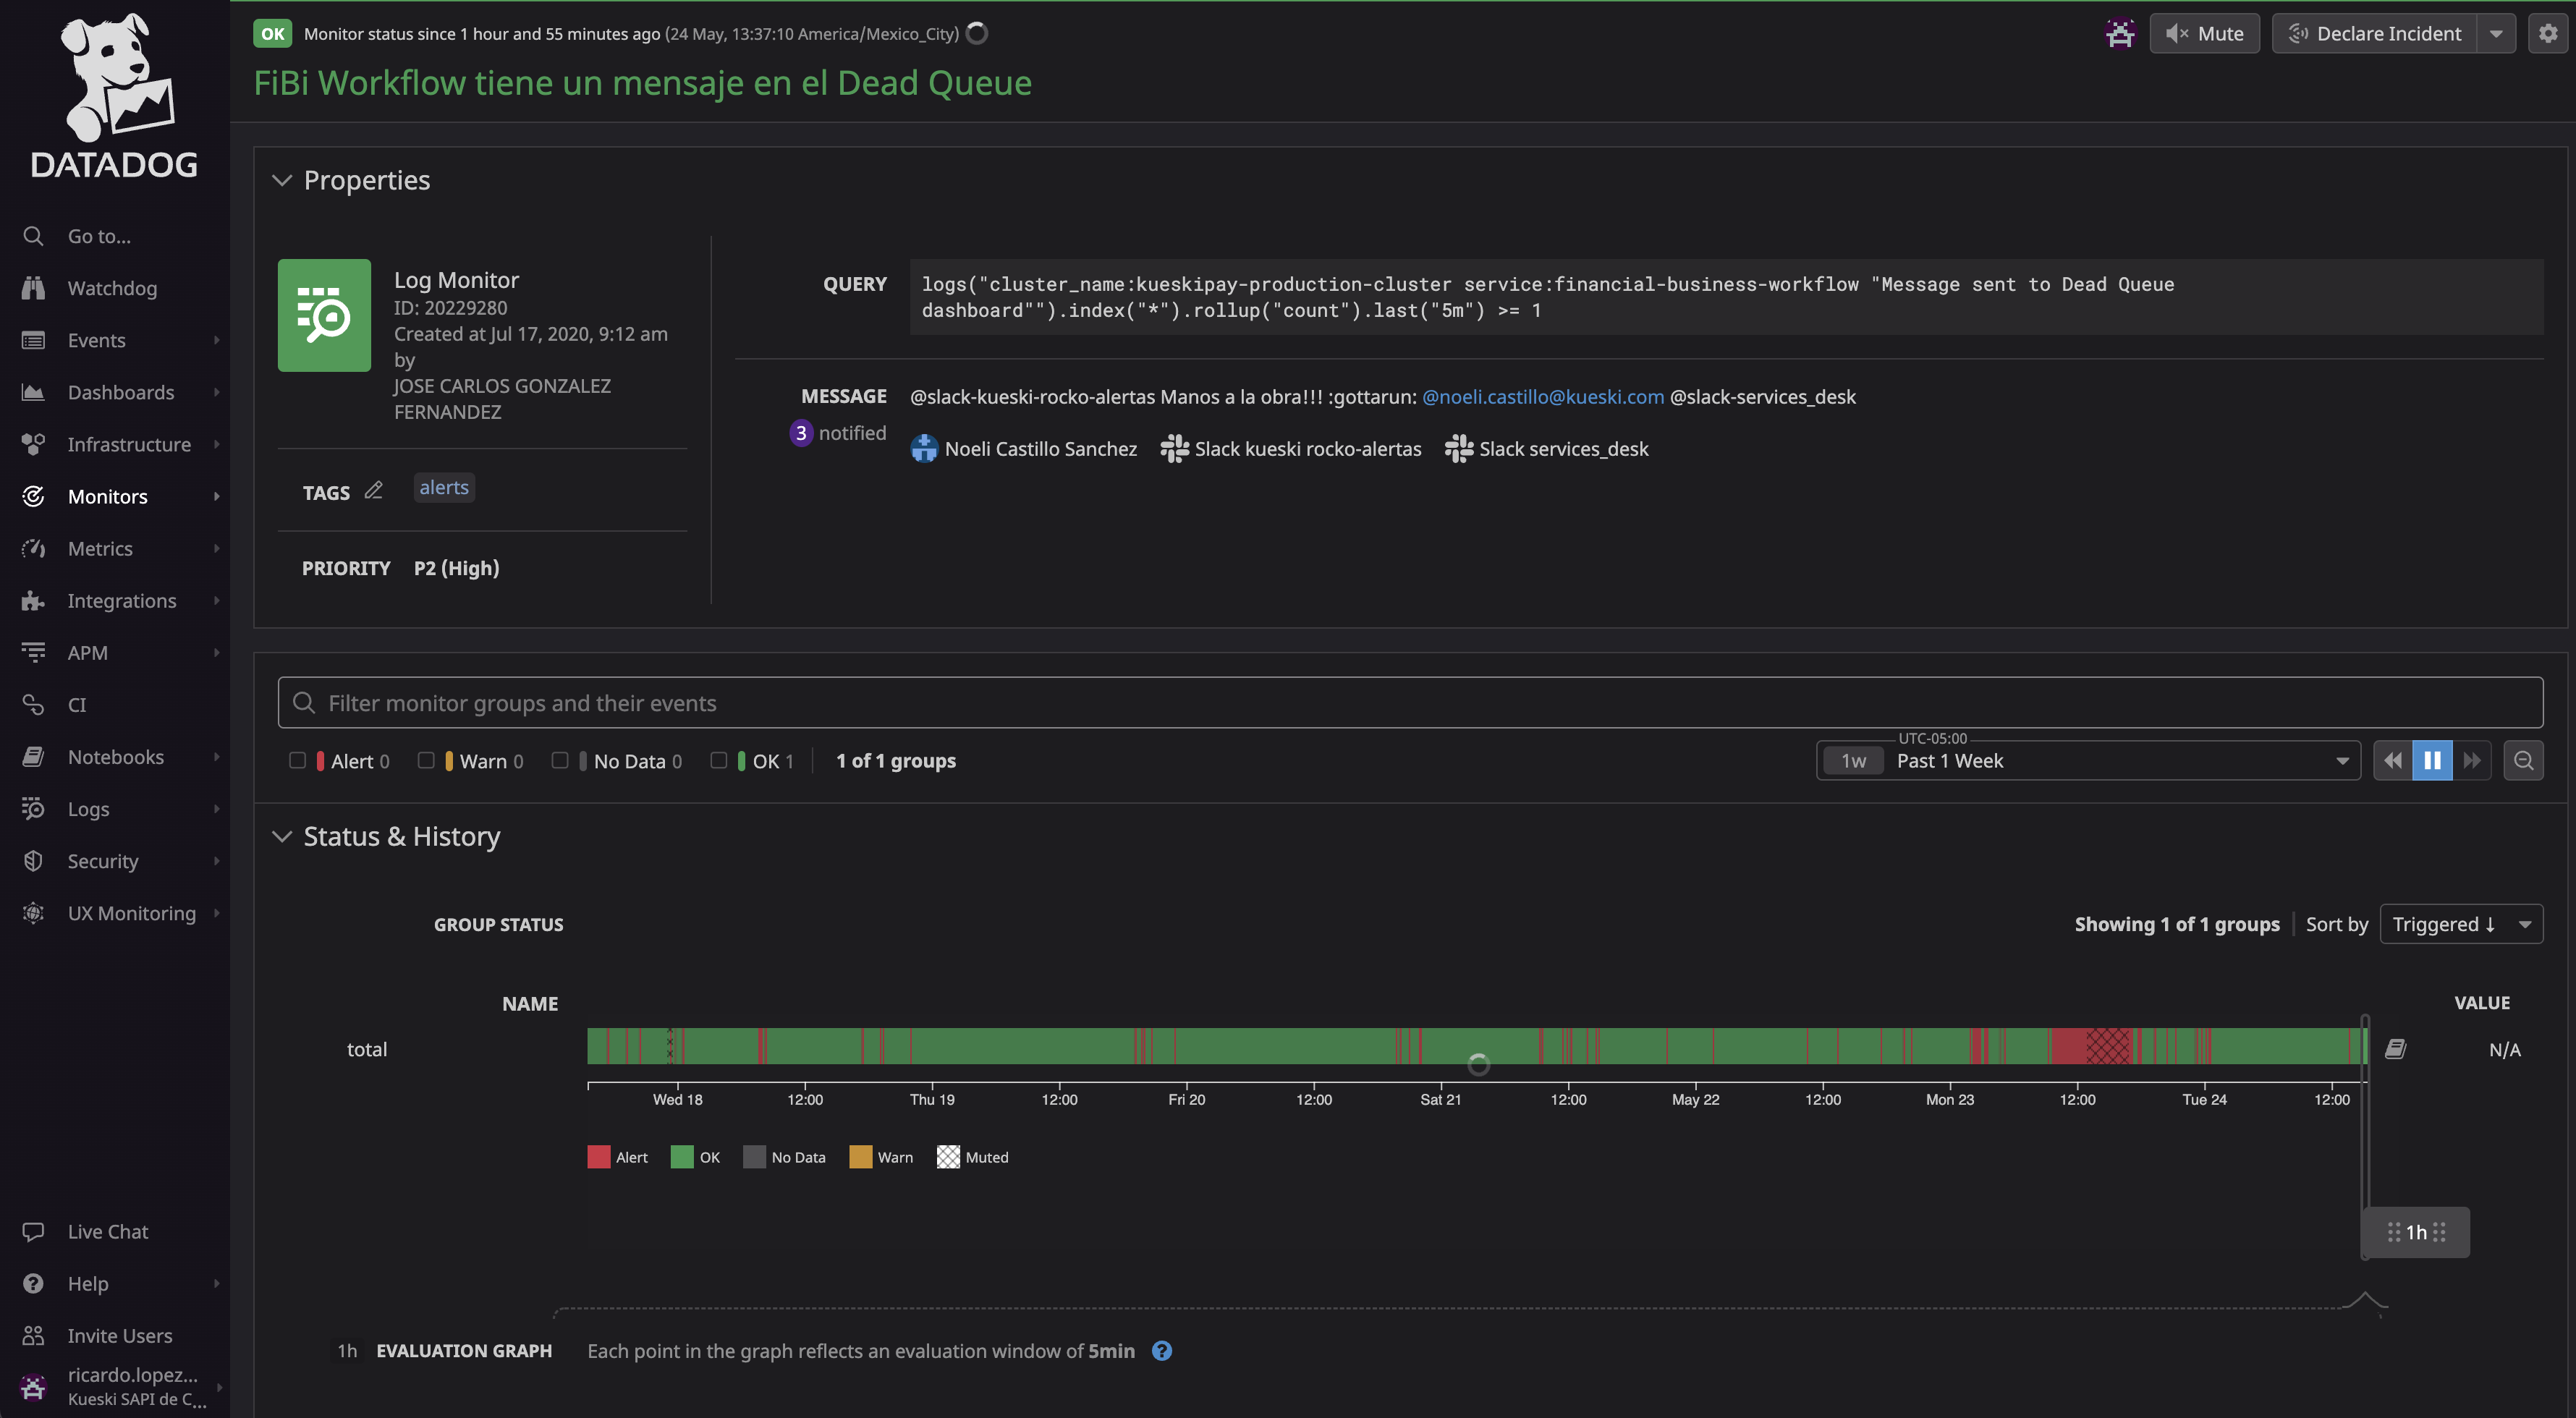 DATADOG
Go to...
Watchdog
Events
Dashboards
Infrastructure
Monitors
Metrics
Integrations
APM
CI
Notebooks
Logs
Security
UX Monitoring
Live Chat
Help
Invite Users
ricardo.lopez...
Kueski SAPI de C...
OK Monitor status since 1 hour and 55 minutes ago (24 May, 13:37:10 America/Mexico_City)
Mute
Declare Incident
FiBi Workflow tiene un mensaje en el Dead Queue
Properties
Log Monitor
ID: 20229280
Created at Jul 17, 2020, 9:12 am
by
JOSE CARLOS GONZALEZ
FERNANDEZ
TAGS alerts
PRIORITY P2 (High)
QUERY logs("cluster_name:kueskipay-production-cluster service:financial-business-workflow "Message sent to Dead Queue
dashboard"").index("*").rollup("count").last("5m") >= 1
MESSAGE @slack-kueski-rocko-alertas Manos a la obra!!! :gottarun: @noeli.castillo@kueski.com @slack-services_desk
3 notified Noeli Castillo Sanchez Slack kueski rocko-alertas Slack services_desk
Filter monitor groups and their events
Alert 0 Warn 0 No Data 0 OK 1 1 of 1 groups
UTC-05:00
1w Past 1 Week
Status & History
GROUP STATUS Showing 1 of 1 groups Sort by Triggered ↓
NAME VALUE
total N/A
Wed 18 12:00 Thu 19 12:00 Fri 20 12:00 Sat 21 12:00 May 22 12:00 Mon 23 12:00 Tue 24 12:00
Alert OK No Data Warn Muted
1h
1h EVALUATION GRAPH Each point in the graph reflects an evaluation window of 5min ?